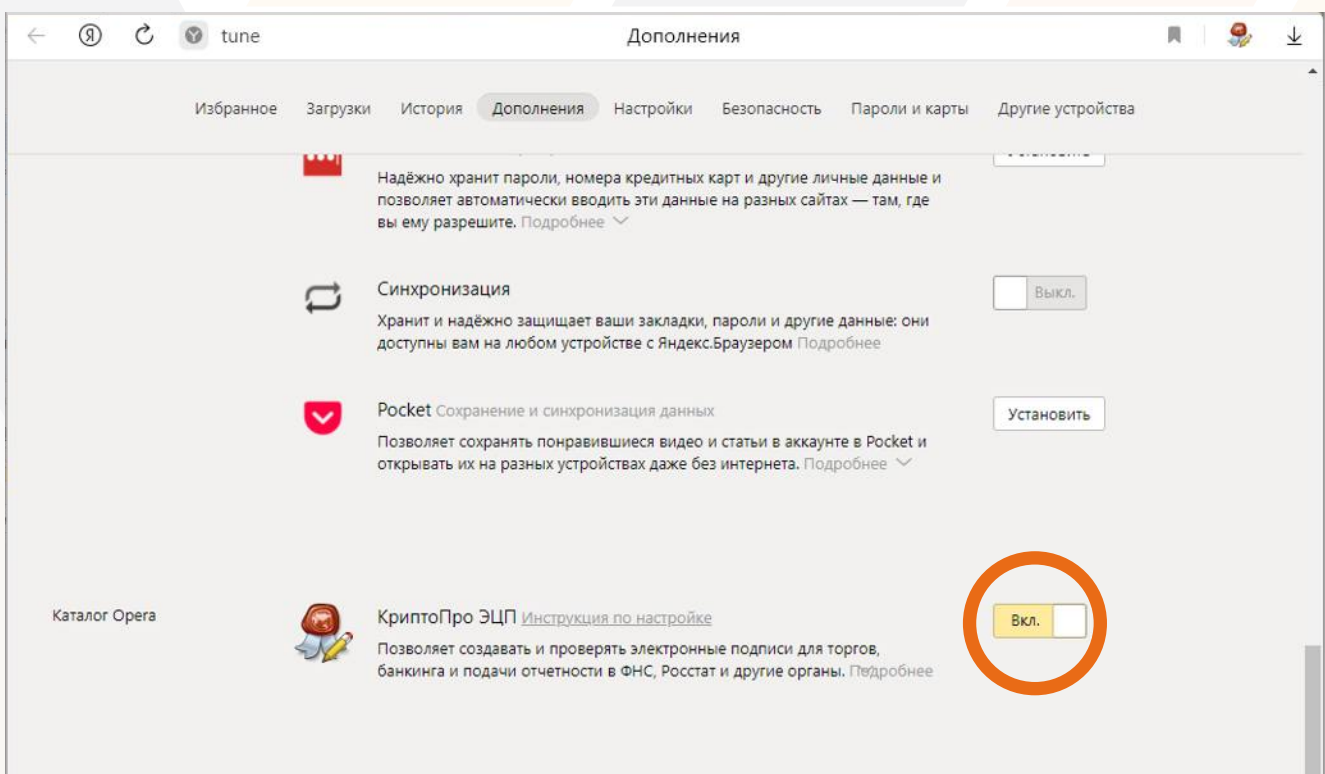 tune
Дополнения
Избранное Загрузки История Дополнения Настройки Безопасность Пароли и карты Другие устройства
Надёжно хранит пароли, номера кредитных карт и другие личные данные и
позволяет автоматически вводить эти данные на разных сайтах — там, где
вы ему разрешите. Подробнее
Синхронизация
Выкл.
Хранит и надёжно защищает ваши закладки, пароли и другие данные: они
доступны вам на любом устройстве с Яндекс.Браузером Подробнее
Pocket Сохранение и синхронизация данных
Установить
Позволяет сохранять понравившиеся видео и статьи в аккаунте в Pocket и
открывать их на разных устройствах даже без интернета. Подробнее
Каталог Opera
КриптоПро ЭЦП Инструкция по настройке
Вкл.
Позволяет создавать и проверять электронные подписи для торгов,
банкинга и подачи отчетности в ФНС, Росстат и другие органы. Подробнее